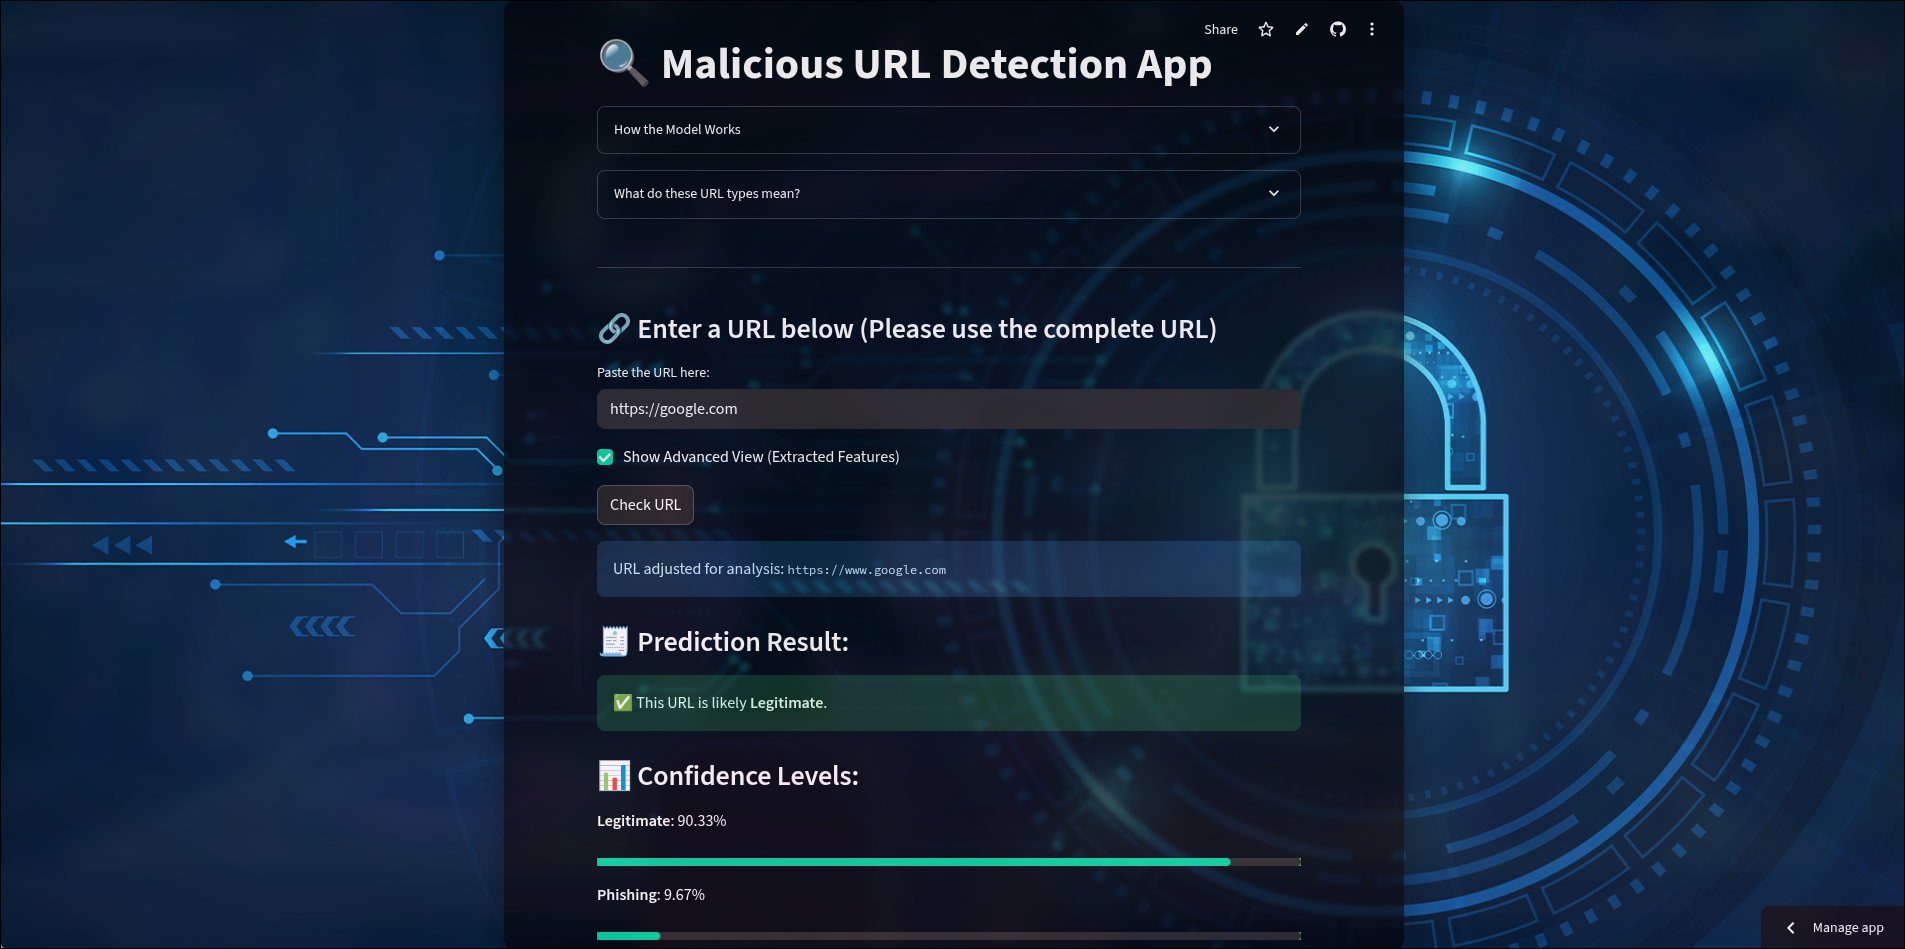 Share
Malicious URL Detection App
How the Model Works
What do these URL types mean?
Enter a URL below (Please use the complete URL)
Paste the URL here:
https://google.com
Show Advanced View (Extracted Features)
Check URL
URL adjusted for analysis: https://www.google.com
Prediction Result:
This URL is likely Legitimate.
Confidence Levels:
Legitimate: 90.33%
Phishing: 9.67%
Manage app